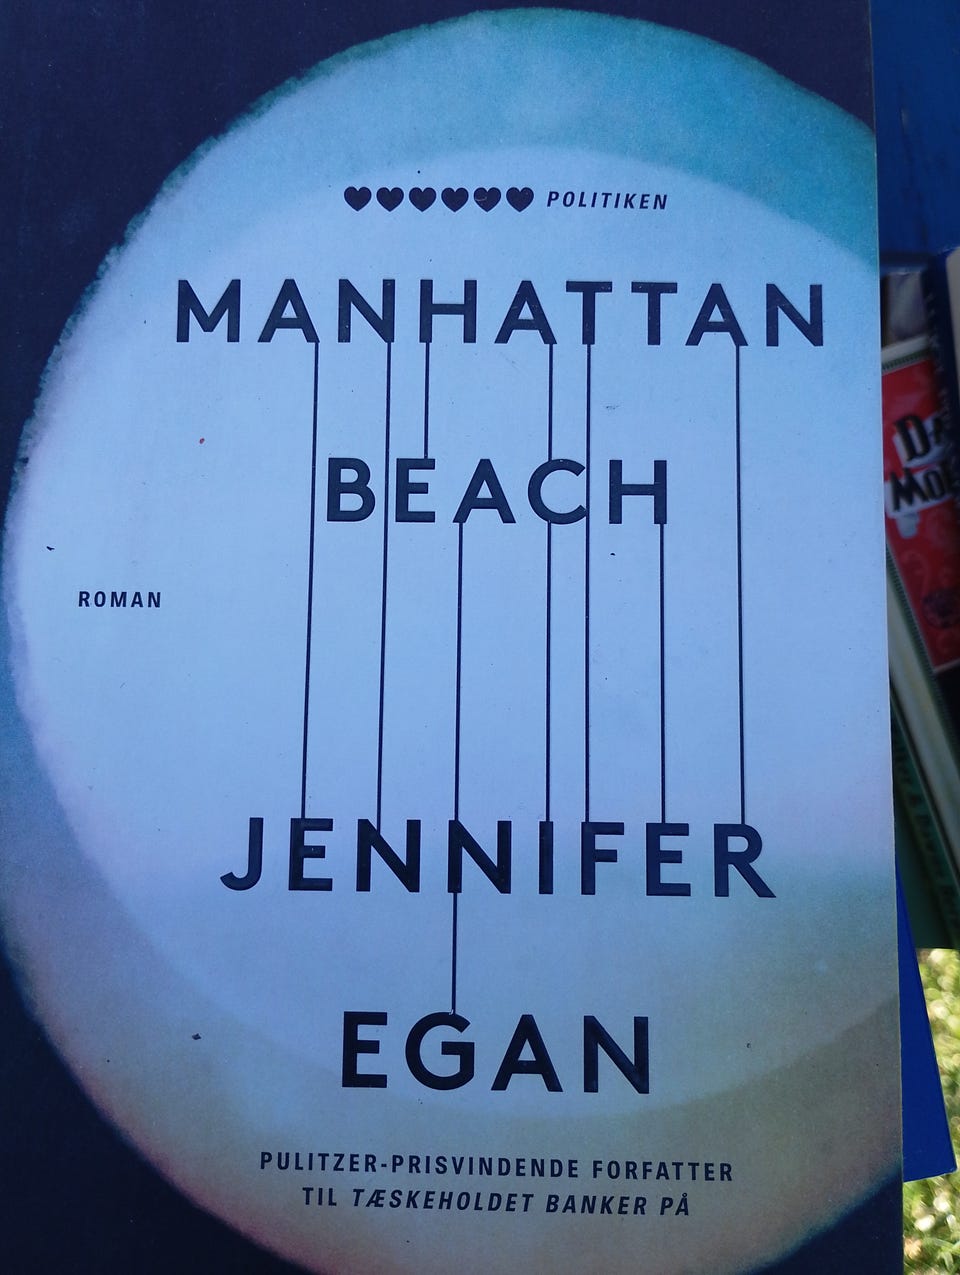 ♥♥♥♥♥♥ POLITIKEN
MANHATTAN
BEACH
ROMAN
JENNIFER
EGAN
PULITZER-PRISVINDENDE FORFATTER
TIL TÆSKEHOLDET BANKER PÅ